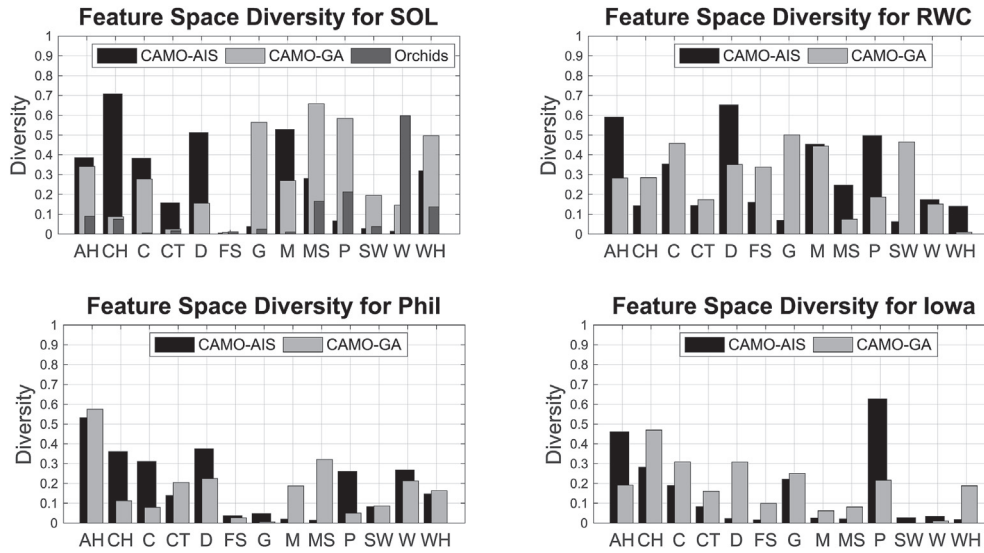 Feature Space Diversity for SOL
CAMO-AIS CAMO-GA Orchids
1
0.9
0.8
0.7
0.6
0.5
0.4
0.3
0.2
0.1
0
Diversity
AH CH C CT D FS G M MS P SW W WH
Feature Space Diversity for RWC
CAMO-AIS CAMO-GA
1
0.9
0.8
0.7
0.6
0.5
0.4
0.3
0.2
0.1
0
Diversity
AH CH C CT D FS G M MS P SW W WH
Feature Space Diversity for Phil
CAMO-AIS CAMO-GA
1
0.9
0.8
0.7
0.6
0.5
0.4
0.3
0.2
0.1
0
Diversity
AH CH C CT D FS G M MS P SW W WH
Feature Space Diversity for Iowa
CAMO-AIS CAMO-GA
1
0.9
0.8
0.7
0.6
0.5
0.4
0.3
0.2
0.1
0
Diversity
AH CH C CT D FS G M MS P SW W WH